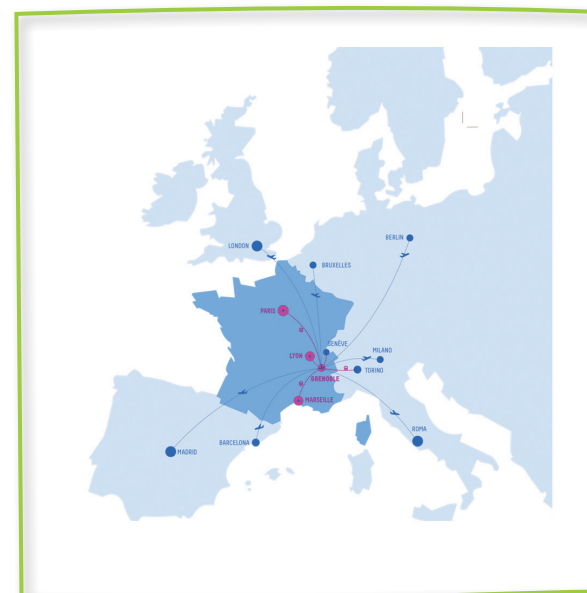 BERLIN
LONDON
BRUXELLES
PARIS
GENÈVE
MILANO
LYON
TORINO
GRENOBLE
MARSEILLE
ROMA
BARCELONA
MADRID